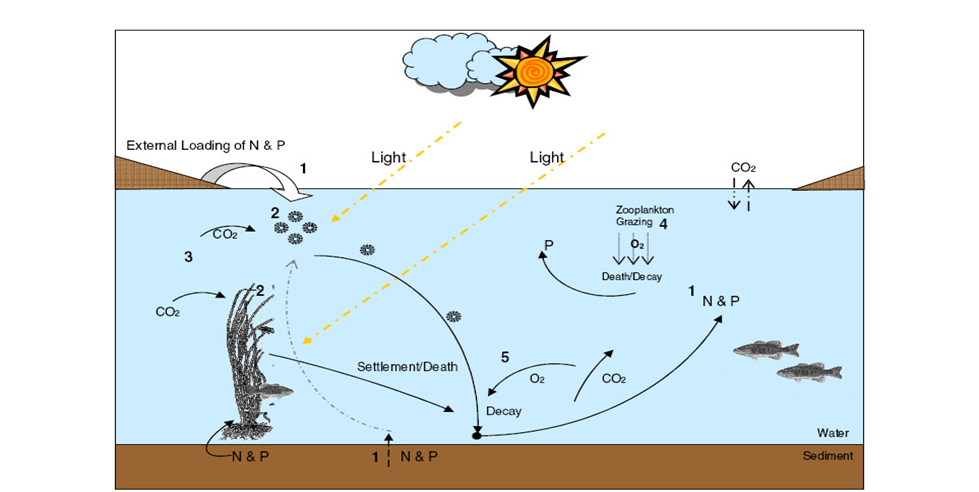 External Loading of N & P
1
Light
Light
CO₂
2
Zooplankton
Grazing 4
CO₂
O₂
P
3
Death/Decay
2
1
N & P
CO₂
5
Settlement/Death
O₂
CO₂
Decay
Water
N & P
1
N & P
Sediment